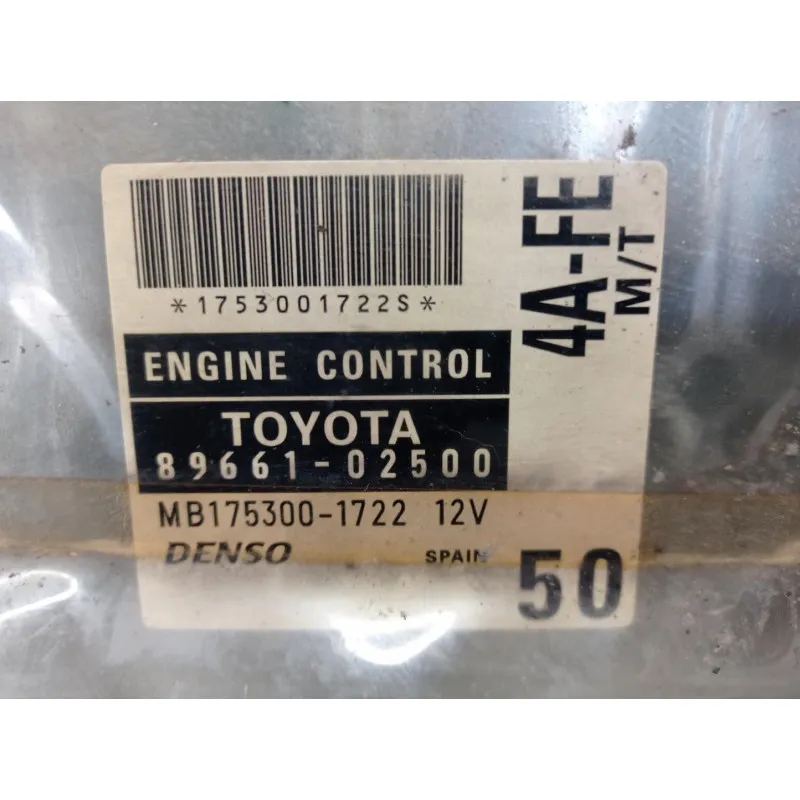 *1753001722S*
ENGINE CONTROL
TOYOTA
89661-02500
MB175300-1722 12V
DENSO SPAIN
50
4A-FE
M/T